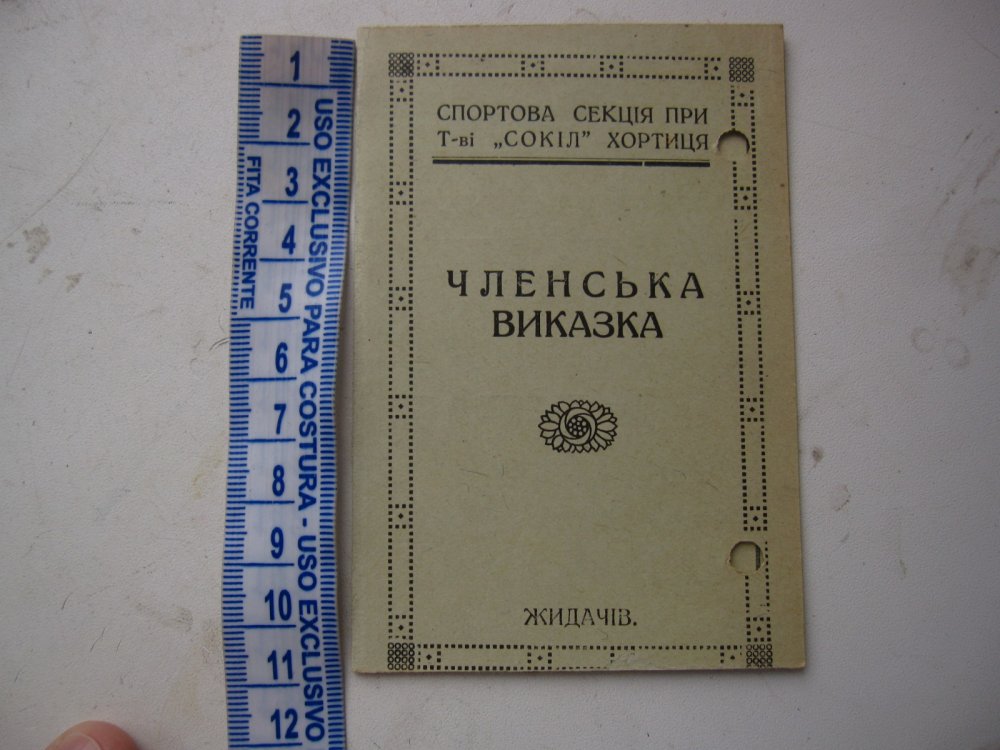 СПОРТОВА СЕКЦІЯ ПРИ
Т-ві „СОКІЛ” ХОРТИЦЯ
ЧЛЕНСЬКА
ВИКАЗКА
ЖИДАЧІВ.
1
2
3
4
5
6
7
8
9
10
11
12
USO EXCLUSIVO PARA COSTURA - USO EXCLUSIVO
FITA CORRENTE